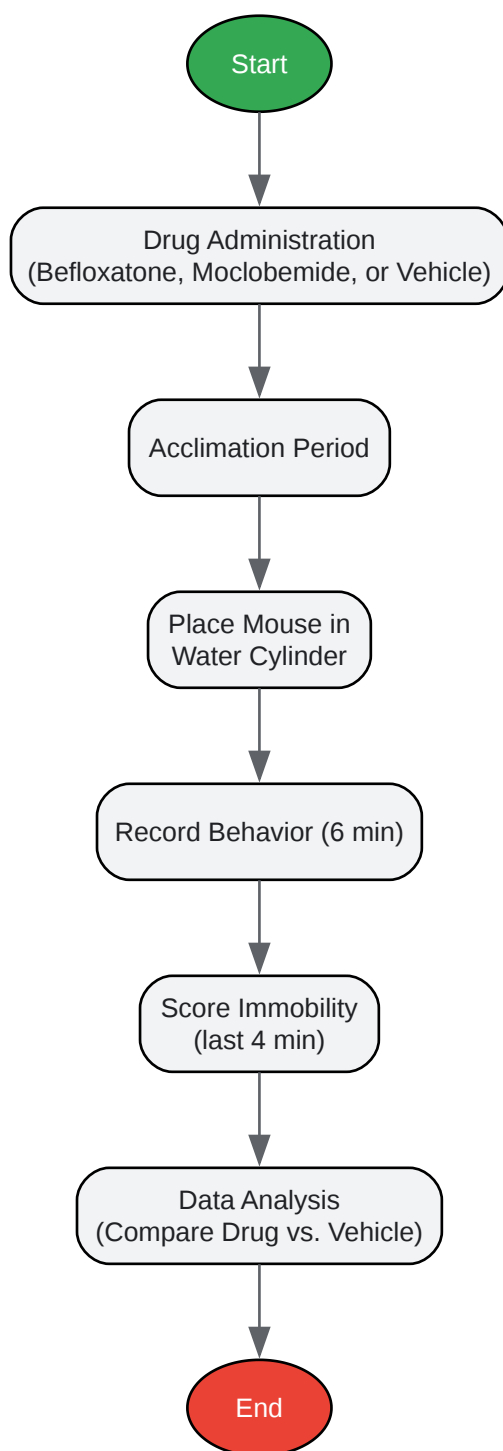 Start
Drug Administration
(Befloxatone, Moclobemide, or Vehicle)
Acclimation Period
Place Mouse in
Water Cylinder
Record Behavior (6 min)
Score Immobility
(last 4 min)
Data Analysis
(Compare Drug vs. Vehicle)
End